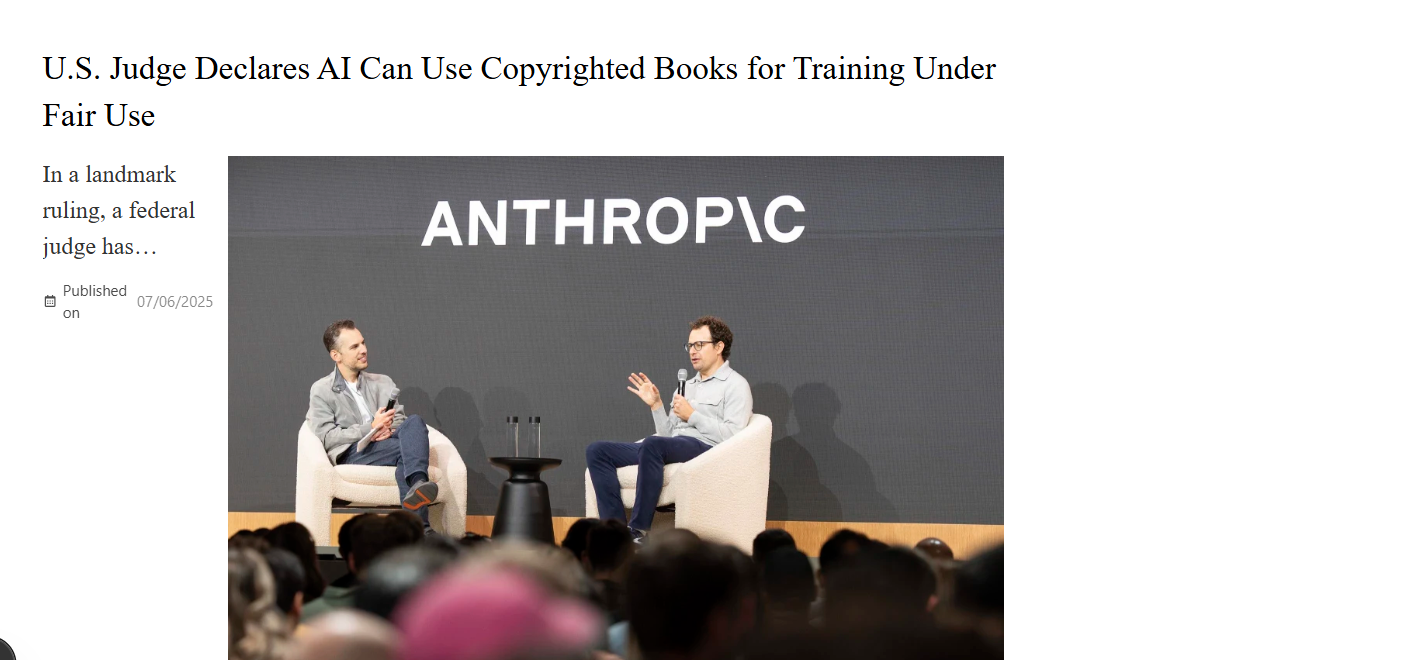 U.S. Judge Declares AI Can Use Copyrighted Books for Training Under
Fair Use
In a landmark
ruling, a federal
judge has…
Published
on
07/06/2025
ANTHROP\C